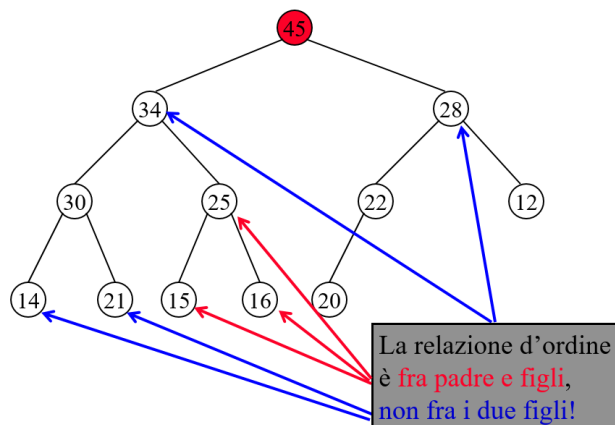 45
34 28
30 25 22 12
14 21 15 16 20
La relazione d'ordine
è fra padre e figli,
non fra i due figli!